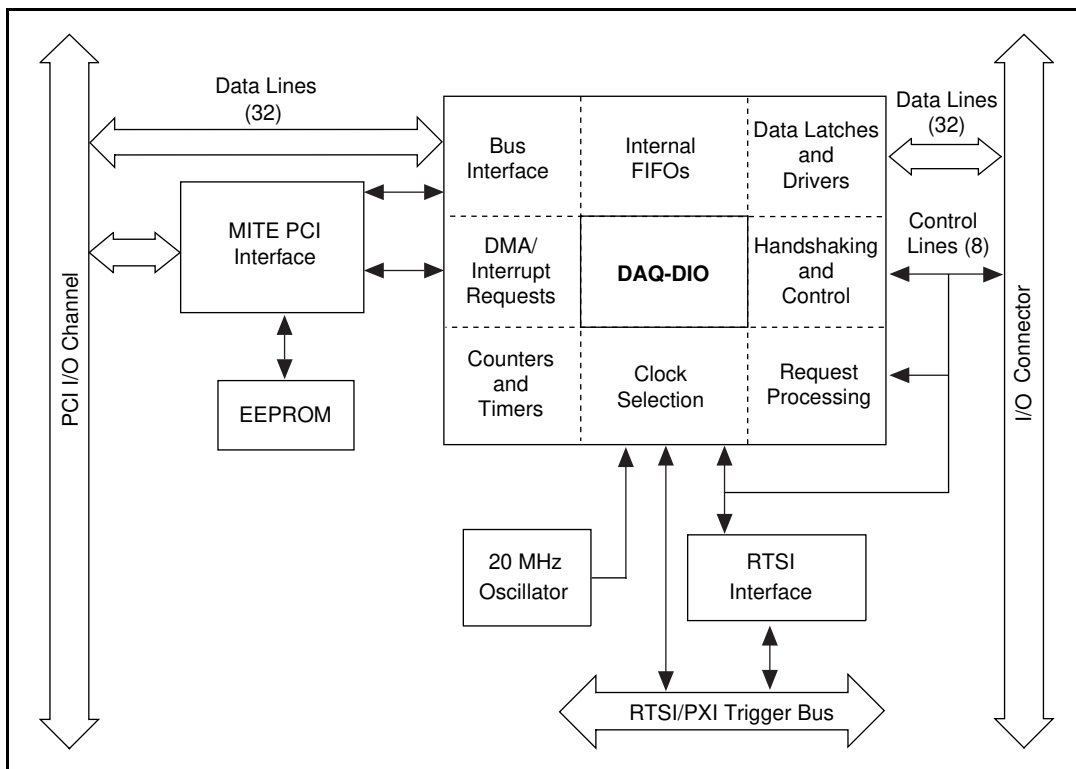 Data Lines
(32)
Bus
Interface
Internal
FIFOs
Data Latches
and
Drivers
Data Lines
(32)
MITE PCI
Interface
DMA/
Interrupt
Requests
DAQ-DIO
Handshaking
and
Control
Control
Lines (8)
EEPROM
Counters
and
Timers
Clock
Selection
Request
Processing
PCI I/O Channel
I/O Connector
20 MHz
Oscillator
RTSI
Interface
RTSI/PXI Trigger Bus